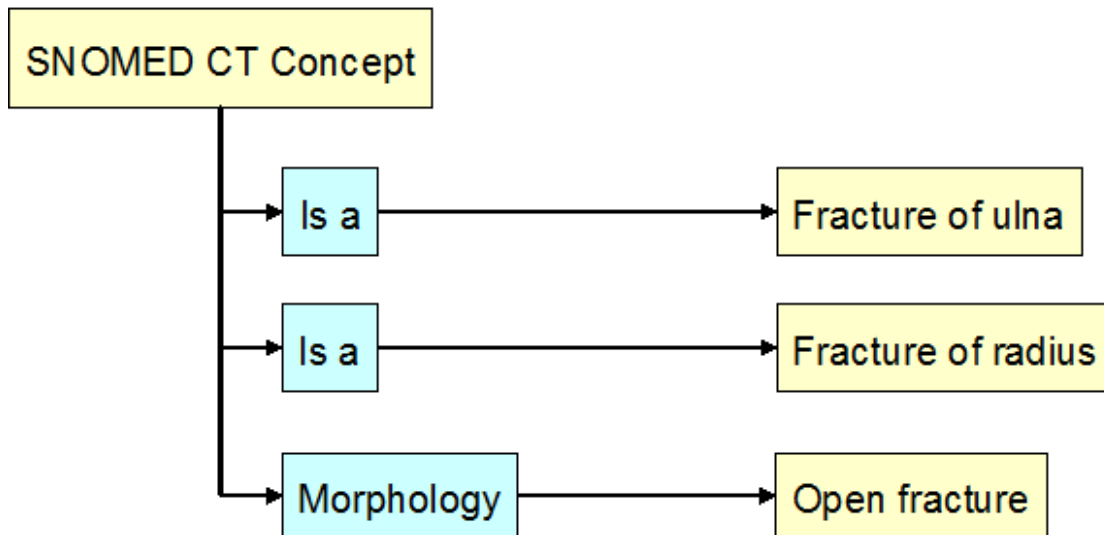 SNOMED CT Concept
Is a
Fracture of ulna
Is a
Fracture of radius
Morphology
Open fracture